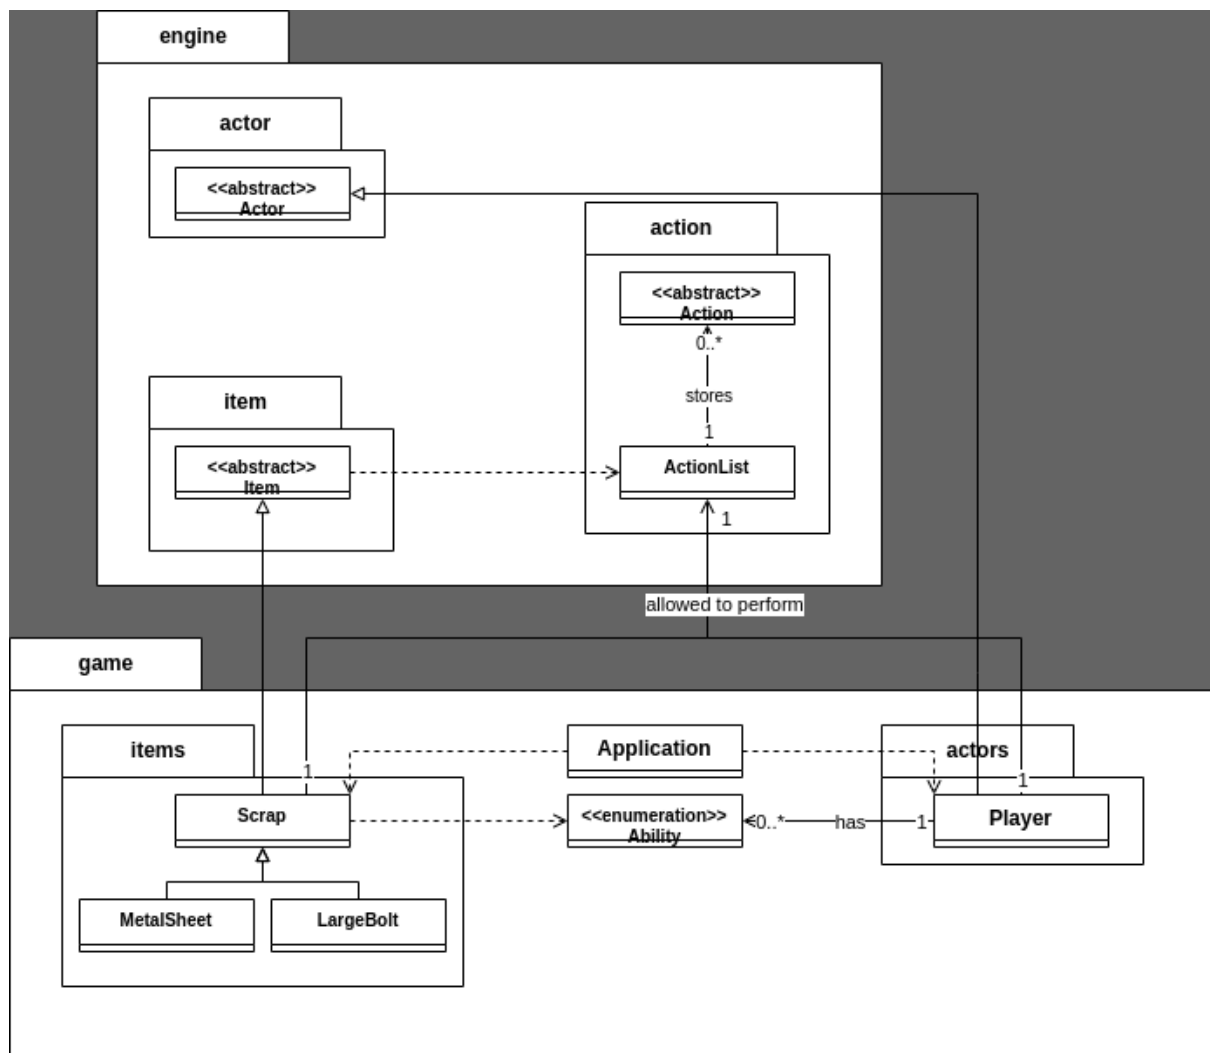 engine
actor
<<abstract>>
Actor
action
<<abstract>>
Action
0..*
stores
1
item
<<abstract>>
Item
ActionList
1
allowed to perform
game
items
Application
actors
1
1
Scrap
<<enumeration>>
Ability
0..*
has
1
Player
MetalSheet
LargeBolt